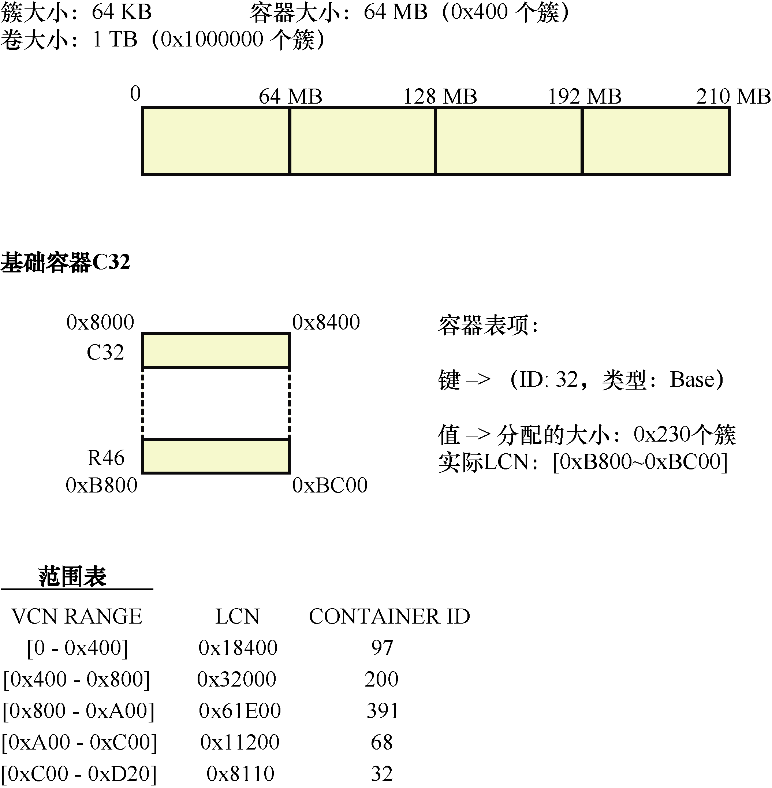 簇大小：64 KB 容器大小：64 MB（0x400 个簇）
卷大小：1 TB（0x1000000 个簇）
0 64 MB 128 MB 192 MB 210 MB
基础容器C32
0x8000 0x8400
C32
R46
0xB800 0xBC00
容器表项：
键 –> （ID: 32，类型：Base）
值 –> 分配的大小：0x230个簇
实际LCN：[0xB800~0xBC00]
范围表
VCN RANGE LCN CONTAINER ID
[0 - 0x400] 0x18400 97
[0x400 - 0x800] 0x32000 200
[0x800 - 0xA00] 0x61E00 391
[0xA00 - 0xC00] 0x11200 68
[0xC00 - 0xD20] 0x8110 32